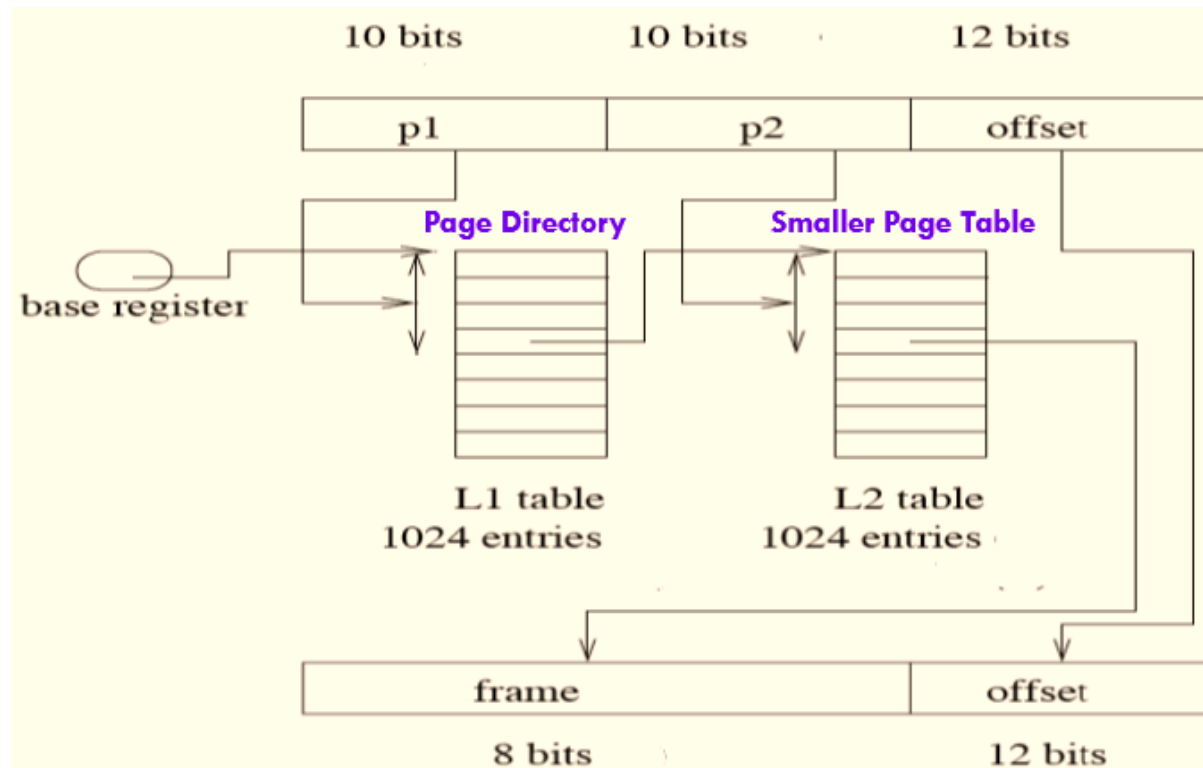 10 bits 10 bits 12 bits
p1 p2 offset
Page Directory Smaller Page Table
base register
L1 table L2 table
1024 entries 1024 entries
frame offset
8 bits 12 bits